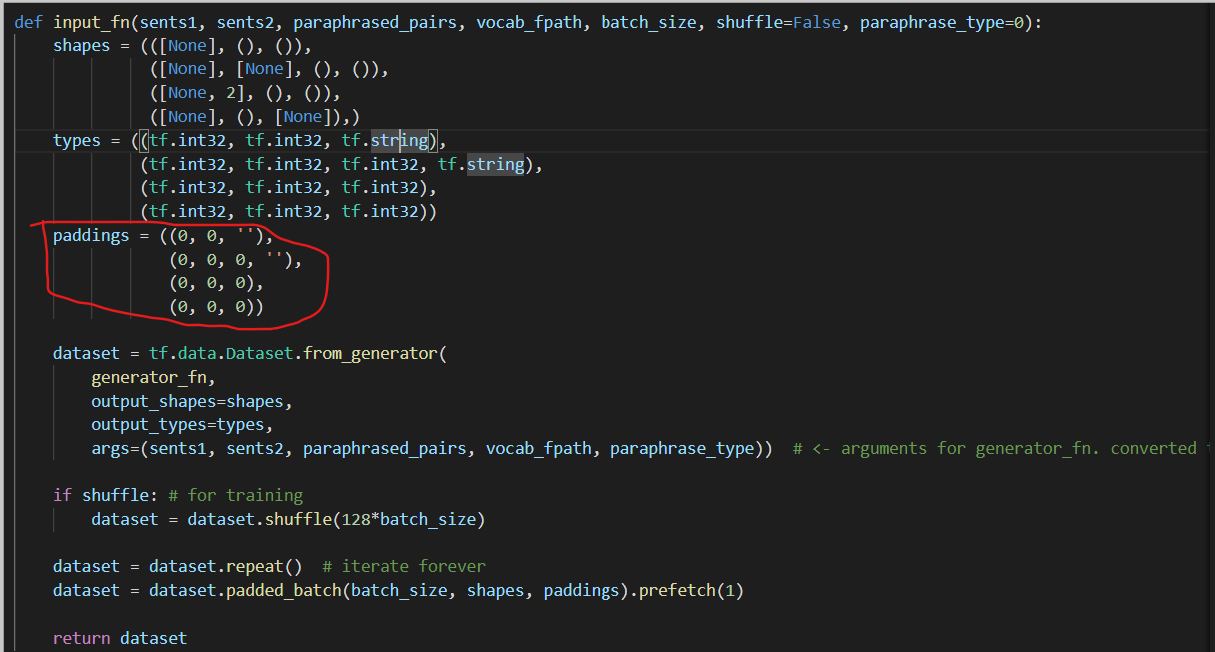 def input_fn(sents1, sents2, paraphrased_pairs, vocab_fpath, batch_size, shuffle=False, paraphrase_type=0):
    shapes = (([None], (), ()),
              ([None], [None], (), ()),
              ([None, 2], (), ()),
              ([None], (), [None]),)
    types = ((tf.int32, tf.int32, tf.string),
             (tf.int32, tf.int32, tf.int32, tf.string),
             (tf.int32, tf.int32, tf.int32),
             (tf.int32, tf.int32, tf.int32))
    paddings = ((0, 0, ''),
                (0, 0, 0, ''),
                (0, 0, 0),
                (0, 0, 0))
    dataset = tf.data.Dataset.from_generator(
        generator_fn,
        output_shapes=shapes,
        output_types=types,
        args=(sents1, sents2, paraphrased_pairs, vocab_fpath, paraphrase_type))  # <- arguments for generator_fn. converted
    if shuffle: # for training
        dataset = dataset.shuffle(128*batch_size)
    dataset = dataset.repeat()  # iterate forever
    dataset = dataset.padded_batch(batch_size, shapes, paddings).prefetch(1)
    return dataset